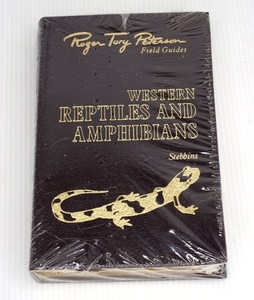 Roger Tory Peterson
Field Guides
WESTERN
REPTILES AND
AMPHIBIANS
Stebbins